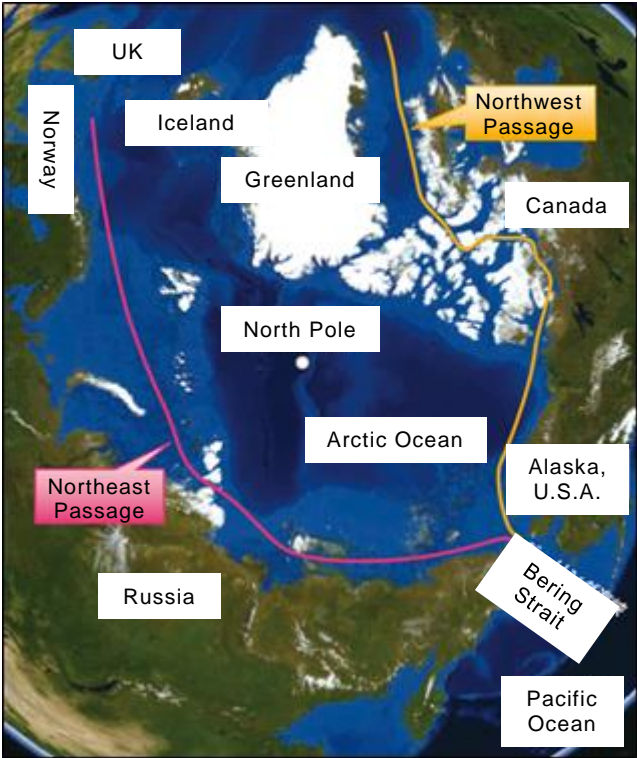 UK
Norway
Iceland
Northwest
Passage
Greenland
Canada
North Pole
Arctic Ocean
Alaska,
U.S.A.
Northeast
Passage
Russia
Bering
Strait
Pacific
Ocean